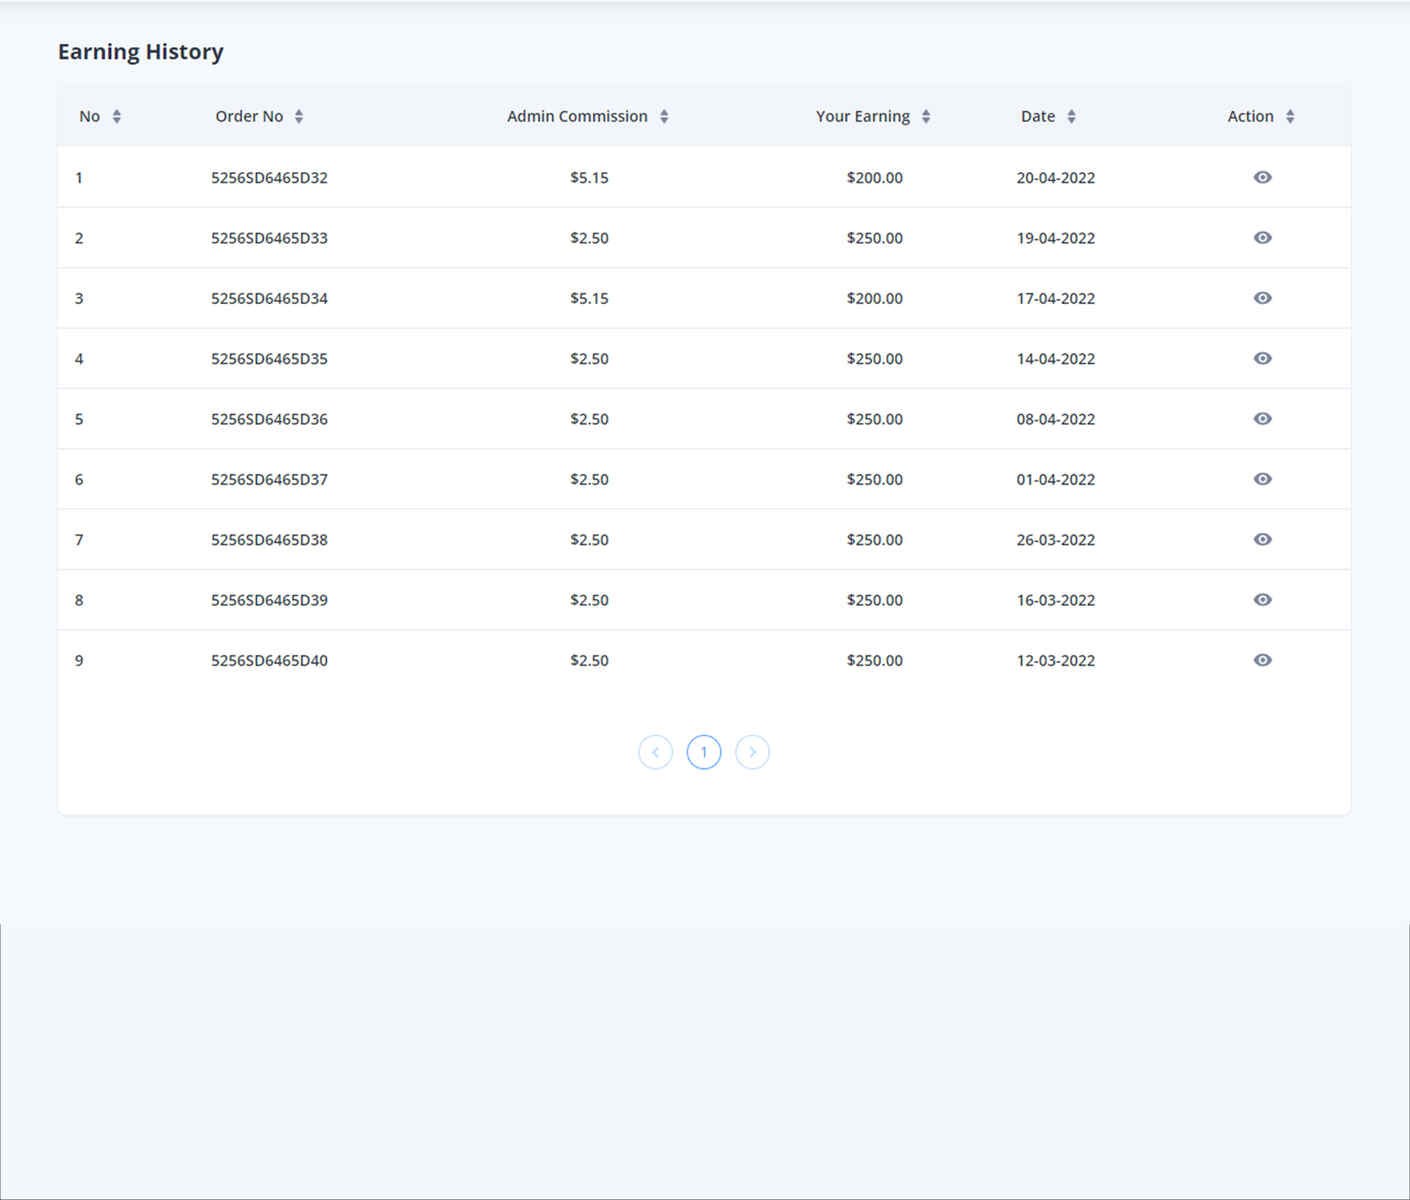 Earning History
No Order No Admin Commission Your Earning Date Action
1 5256SD6465D32 $5.15 $200.00 20-04-2022
2 5256SD6465D33 $2.50 $250.00 19-04-2022
3 5256SD6465D34 $5.15 $200.00 17-04-2022
4 5256SD6465D35 $2.50 $250.00 14-04-2022
5 5256SD6465D36 $2.50 $250.00 08-04-2022
6 5256SD6465D37 $2.50 $250.00 01-04-2022
7 5256SD6465D38 $2.50 $250.00 26-03-2022
8 5256SD6465D39 $2.50 $250.00 16-03-2022
9 5256SD6465D40 $2.50 $250.00 12-03-2022
1